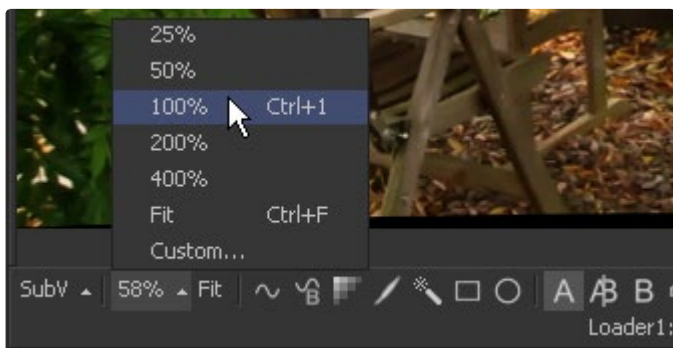 25%
50%
100% Ctrl+1
200%
400%
Fit Ctrl+F
Custom...
SubV 58% Fit B A A B B
Loader1: